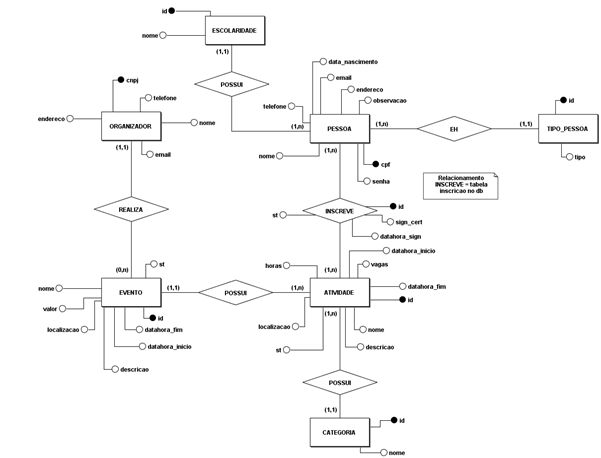 id
ESCOLARIDADE
nome
(1,1)
POSSUI
data_nascimento
email
endereco
observacao
telefone
(1,n)
PESSOA
(1,n)
EH
(1,1)
TIPO_PESSOA
id
tipo
nome
(1,n)
cpf
senha
cnpj
telefone
endereco
ORGANIZADOR
nome
(1,1)
email
REALIZA
Relacionamento
INSCREVE = tabela
inscricao no db
id
st
INSCREVE
sign_cert
datahora_sign
datahora_inicio
(0,n)
st
horas
(1,n)
vagas
nome
EVENTO
(1,1)
POSSUI
(1,n)
ATIVIDADE
datahora_fim
id
valor
localizacao
id
datahora_fim
datahora_inicio
descricao
localizacao
(1,n)
nome
st
descricao
POSSUI
(1,1)
id
CATEGORIA
nome